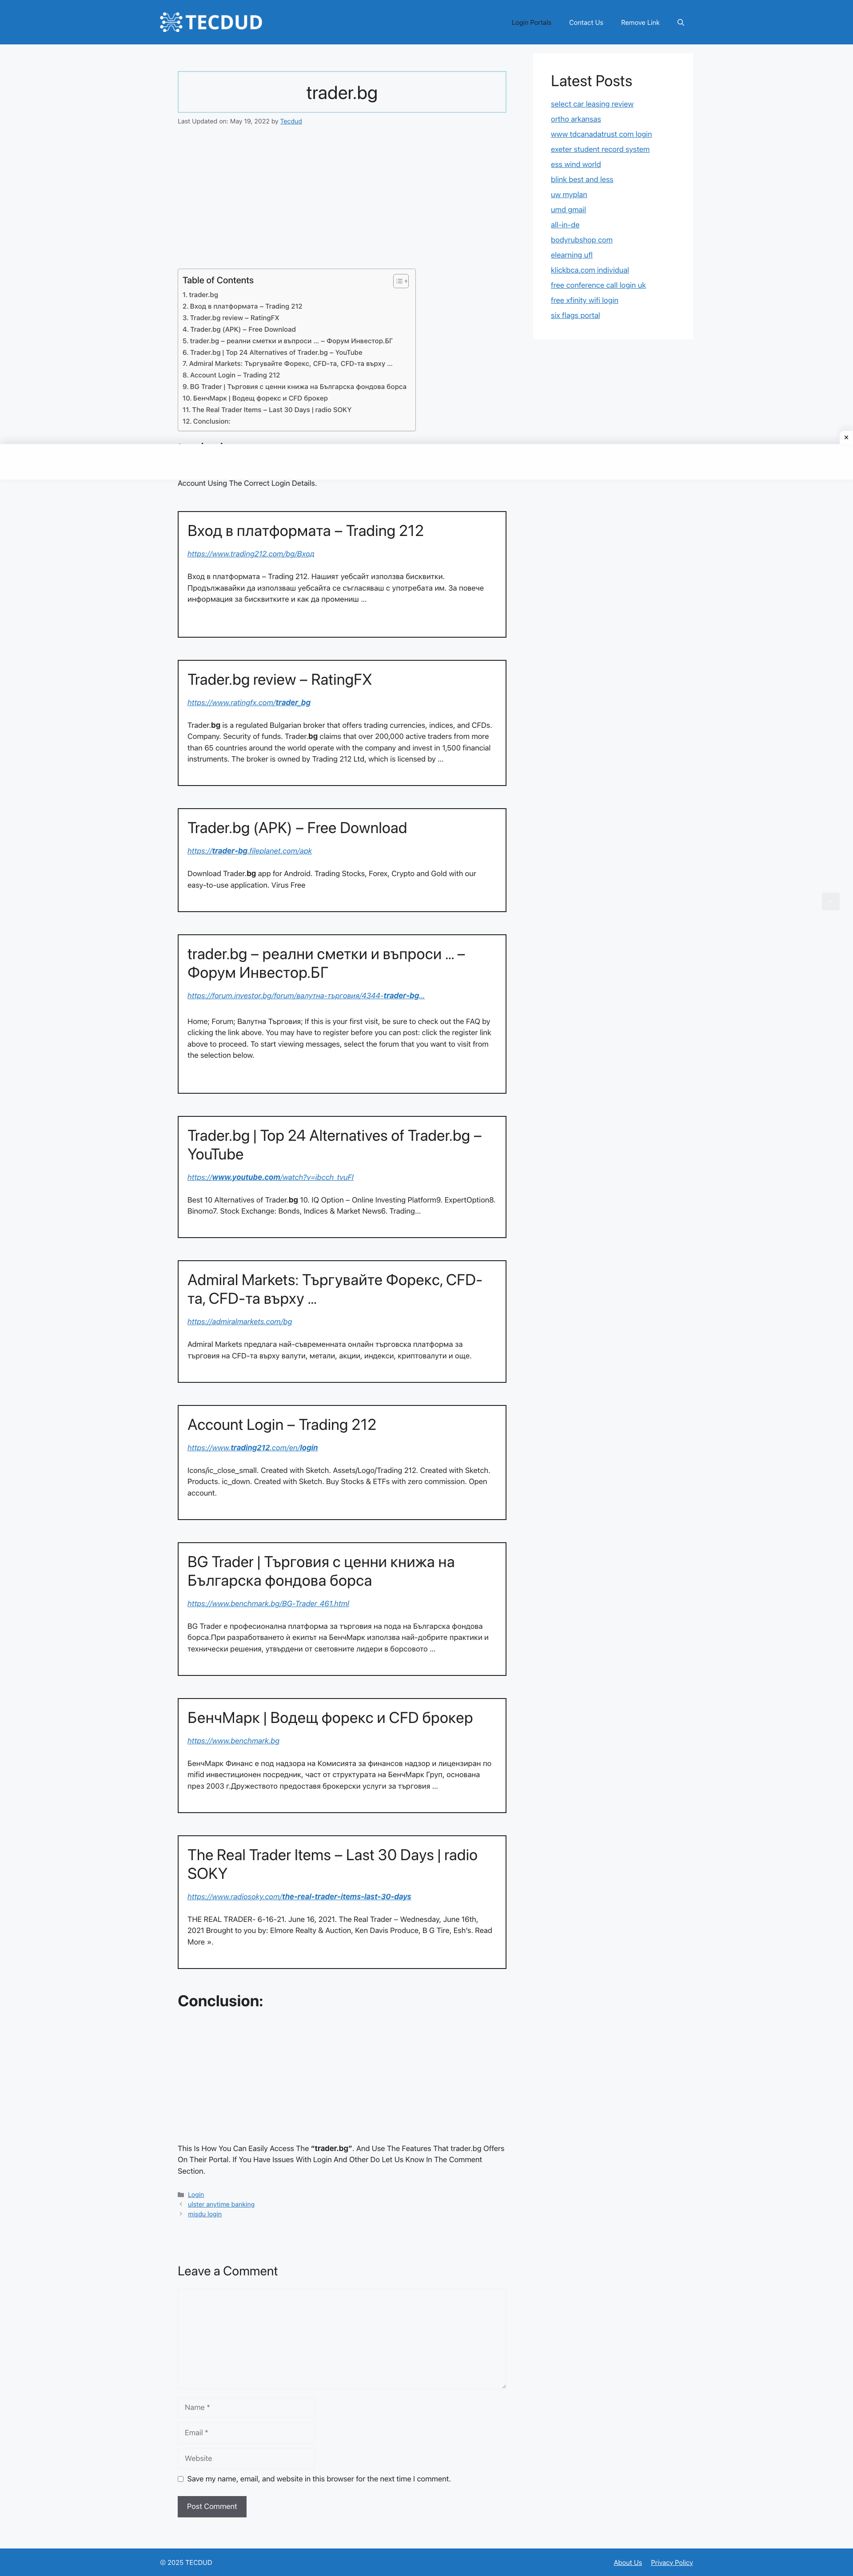 TECDUD
Login Portals
Contact Us
Remove Link
trader.bg
Last Updated on: May 19, 2022 by Tecdud
Table of Contents
1. trader.bg
2. Вход в платформата – Trading 212
3. Trader.bg review – RatingFX
4. Trader.bg (APK) – Free Download
5. trader.bg – реални сметки и въпроси ... – Форум Инвестор.БГ
6. Trader.bg | Top 24 Alternatives of Trader.bg – YouTube
7. Admiral Markets: Търгувайте Форекс, CFD-та, CFD-та върху ...
8. Account Login – Trading 212
9. BG Trader | Търговия с ценни книжа на Българска фондова борса
10. БенчМарк | Водещ форекс и CFD брокер
11. The Real Trader Items – Last 30 Days | radio SOKY
12. Conclusion:
Account Using The Correct Login Details.
Вход в платформата – Trading 212
https://www.trading212.com/bg/Вход
Вход в платформата – Trading 212. Нашият уебсайт използва бисквитки.
Продължавайки да използваш уебсайта се съгласяваш с употребата им. За повече
информация за бисквитките и как да промениш ...
Trader.bg review – RatingFX
https://www.ratingfx.com/trader_bg
Trader.bg is a regulated Bulgarian broker that offers trading currencies, indices, and CFDs.
Company. Security of funds. Trader.bg claims that over 200,000 active traders from more
than 65 countries around the world operate with the company and invest in 1,500 financial
instruments. The broker is owned by Trading 212 Ltd, which is licensed by ...
Trader.bg (APK) – Free Download
https://trader-bg.fileplanet.com/apk
Download Trader.bg app for Android. Trading Stocks, Forex, Crypto and Gold with our
easy-to-use application. Virus Free
trader.bg – реални сметки и въпроси ... –
Форум Инвестор.БГ
https://forum.investor.bg/forum/валутна-търговия/4344-trader-bg...
Home; Forum; Валутна Търговия; If this is your first visit, be sure to check out the FAQ by
clicking the link above. You may have to register before you can post: click the register link
above to proceed. To start viewing messages, select the forum that you want to visit from
the selection below.
Trader.bg | Top 24 Alternatives of Trader.bg –
YouTube
https://www.youtube.com/watch?v=ibcch_tvuFI
Best 10 Alternatives of Trader.bg 10. IQ Option – Online Investing Platform9. ExpertOption8.
Binomo7. Stock Exchange: Bonds, Indices & Market News6. Trading...
Admiral Markets: Търгувайте Форекс, CFD-
та, CFD-та върху ...
https://admiralmarkets.com/bg
Admiral Markets предлага най-съвременната онлайн търговска платформа за
търговия на CFD-та върху валути, метали, акции, индекси, криптовалути и още.
Account Login – Trading 212
https://www.trading212.com/en/login
Icons/ic_close_small. Created with Sketch. Assets/Logo/Trading 212. Created with Sketch.
Products. ic_down. Created with Sketch. Buy Stocks & ETFs with zero commission. Open
account.
BG Trader | Търговия с ценни книжа на
Българска фондова борса
https://www.benchmark.bg/BG-Trader_461.html
BG Trader е професионална платформа за търговия на пода на Българска фондова
борса.При разработването ѝ екипът на БенчМарк използва най-добрите практики и
технически решения, утвърдени от световните лидери в борсовото ...
БенчМарк | Водещ форекс и CFD брокер
https://www.benchmark.bg
БенчМарк Финанс е под надзора на Комисията за финансов надзор и лицензиран по
mifid инвестиционен посредник, част от структурата на БенчМарк Груп, основана
през 2003 г.Дружеството предоставя брокерски услуги за търговия ...
The Real Trader Items – Last 30 Days | radio
SOKY
https://www.radiosoky.com/the-real-trader-items-last-30-days
THE REAL TRADER- 6-16-21. June 16, 2021. The Real Trader – Wednesday, June 16th,
2021 Brought to you by: Elmore Realty & Auction, Ken Davis Produce, B G Tire, Esh's. Read
More ».
Conclusion:
This Is How You Can Easily Access The "trader.bg". And Use The Features That trader.bg Offers
On Their Portal. If You Have Issues With Login And Other Do Let Us Know In The Comment
Section.
Login
ulster anytime banking
misdu login
Leave a Comment
Name *
Email *
Website
Save my name, email, and website in this browser for the next time I comment.
Post Comment
Latest Posts
select car leasing review
ortho arkansas
www tdcanadatrust com login
exeter student record system
ess wind world
blink best and less
uw myplan
umd gmail
all-in-de
bodyrubshop com
elearning ufl
klickbca.com individual
free conference call login uk
free xfinity wifi login
six flags portal
© 2025 TECDUD
About Us
Privacy Policy